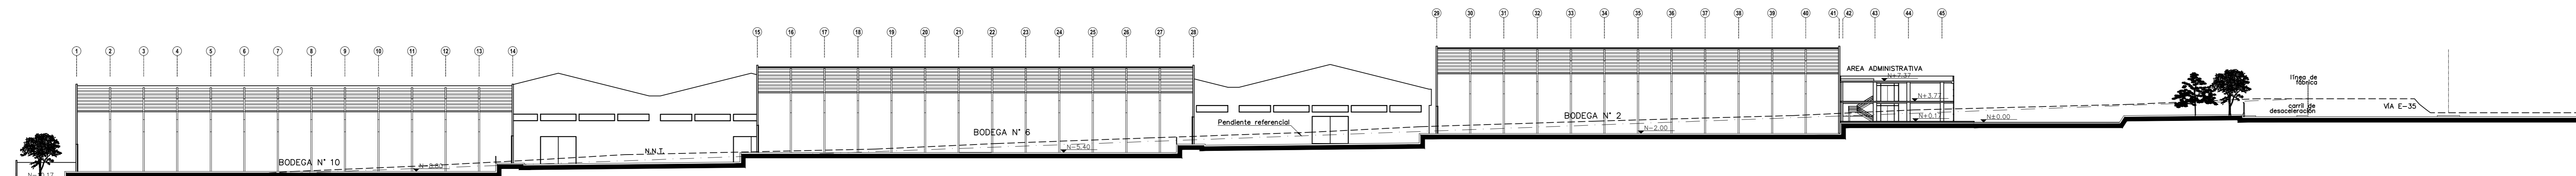 1 2 3 4 5 6 7 8 9 10 11 12 13 14 15 16 17 18 19 20 21 22 23 24 25 26 27 28 29 30 31 32 33 34 35 36 37 38 39 40 41 42 43 44 45
AREA ADMINISTRATIVA
N+7.37
línea de
fábrica
N+3.77
carril de
desaceleración
VÍA E-35
BODEGA N° 2
N+0.17
N±0.00
Pendiente referencial
N-2.00
BODEGA N° 6
N.N.T.
N-5.40
BODEGA N° 10